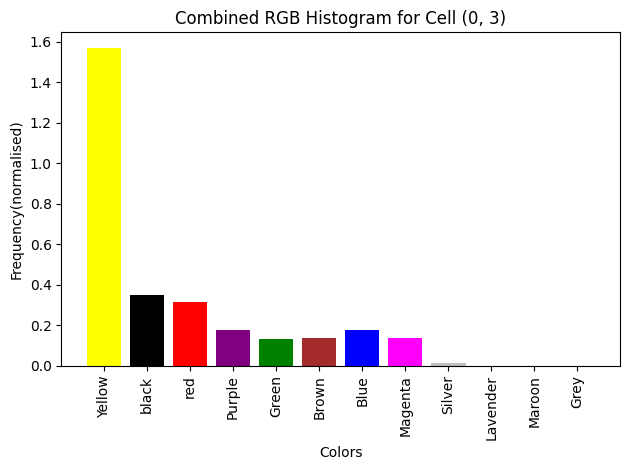 Combined RGB Histogram for Cell (0, 3)
Frequency(normalised)
1.6
1.4
1.2
1.0
0.8
0.6
0.4
0.2
0.0
Yellow
black
red
Purple
Green
Brown
Blue
Magenta
Silver
Lavender
Maroon
Grey
Colors